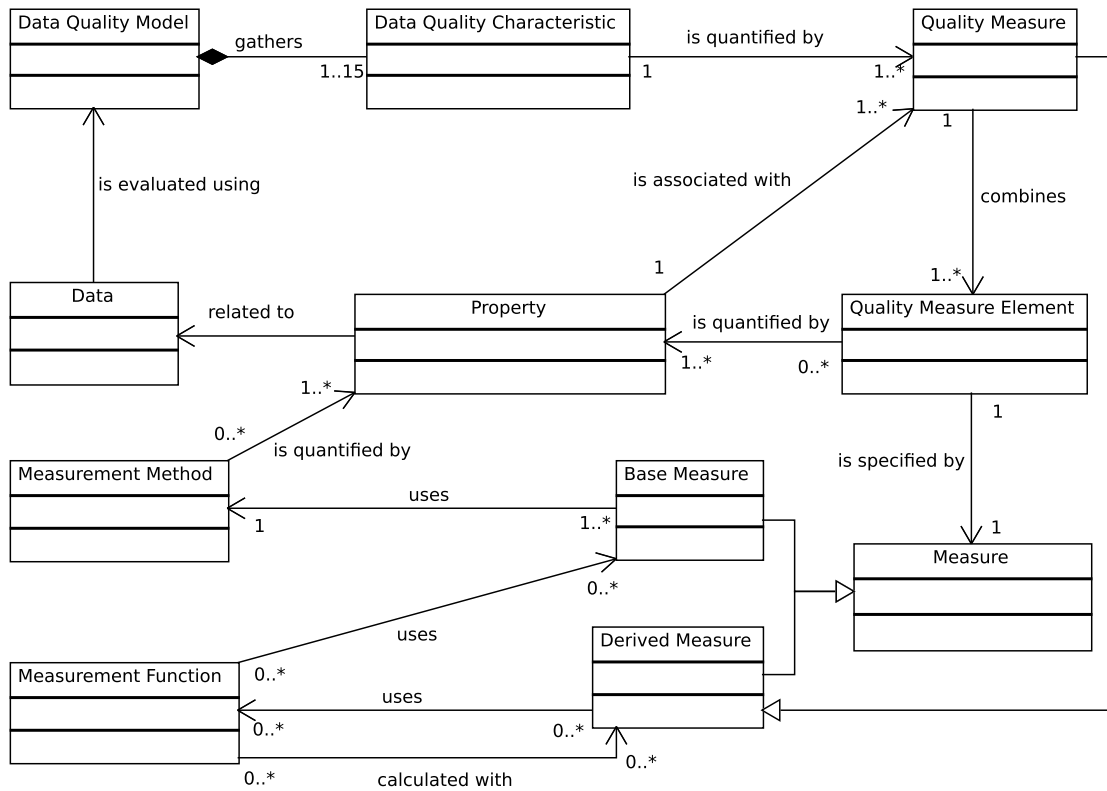 Data Quality Model
Data Quality Characteristic
Quality Measure
gathers
is quantified by
1..15
1
1..*
1..*
1
is evaluated using
is associated with
combines
1
1..*
Data
Property
Quality Measure Element
related to
is quantified by
1..*
0..*
1..*
0..*
is quantified by
1
is specified by
Measurement Method
Base Measure
uses
1
1..*
1
Measure
0..*
uses
Derived Measure
Measurement Function
0..*
uses
0..*
0..*
0..*
0..*
calculated with